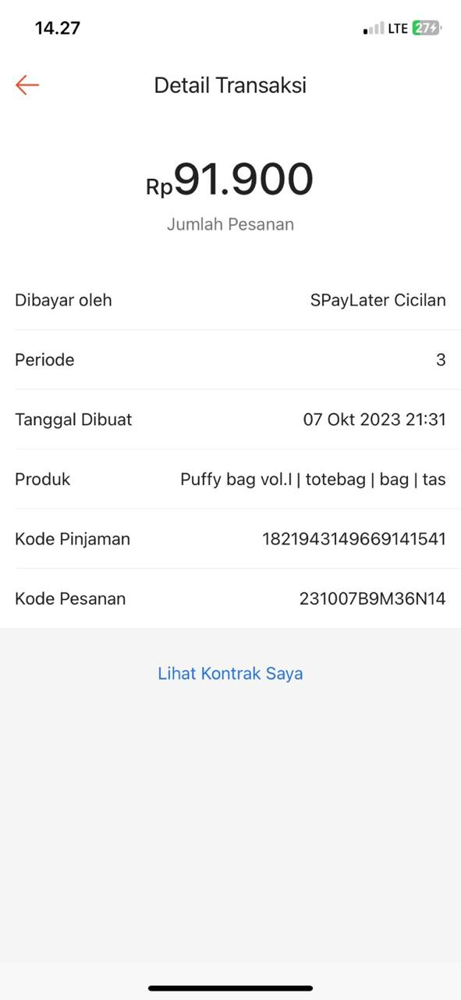 14.27
LTE 27
Detail Transaksi
Rp91.900
Jumlah Pesanan
Dibayar oleh SPayLater Cicilan
Periode 3
Tanggal Dibuat 07 Okt 2023 21:31
Produk Puffy bag vol.I | totebag | bag | tas
Kode Pinjaman 1821943149669141541
Kode Pesanan 231007B9M36N14
Lihat Kontrak Saya